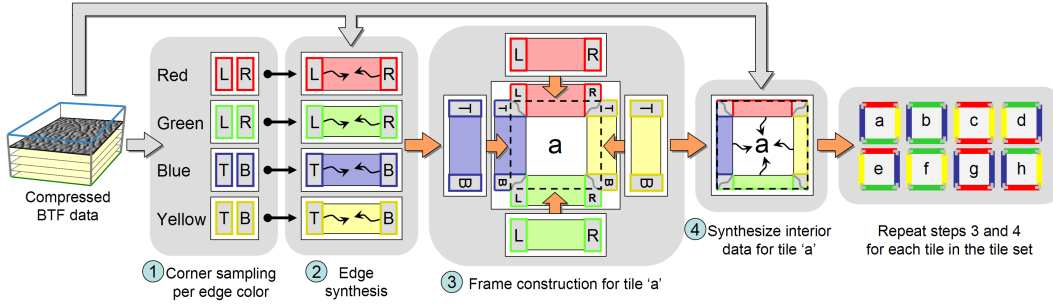 Compressed
BTF data
Red
L R
L R
Green
L R
L R
Blue
T B
T B
Yellow
T B
T B
1 Corner sampling
per edge color
2 Edge
synthesis
L R
L R
T T T T
a
B B B B
L R
L R
3 Frame construction for tile 'a'
a
4 Synthesize interior
data for tile 'a'
a b c d
e f g h
Repeat steps 3 and 4
for each tile in the tile set